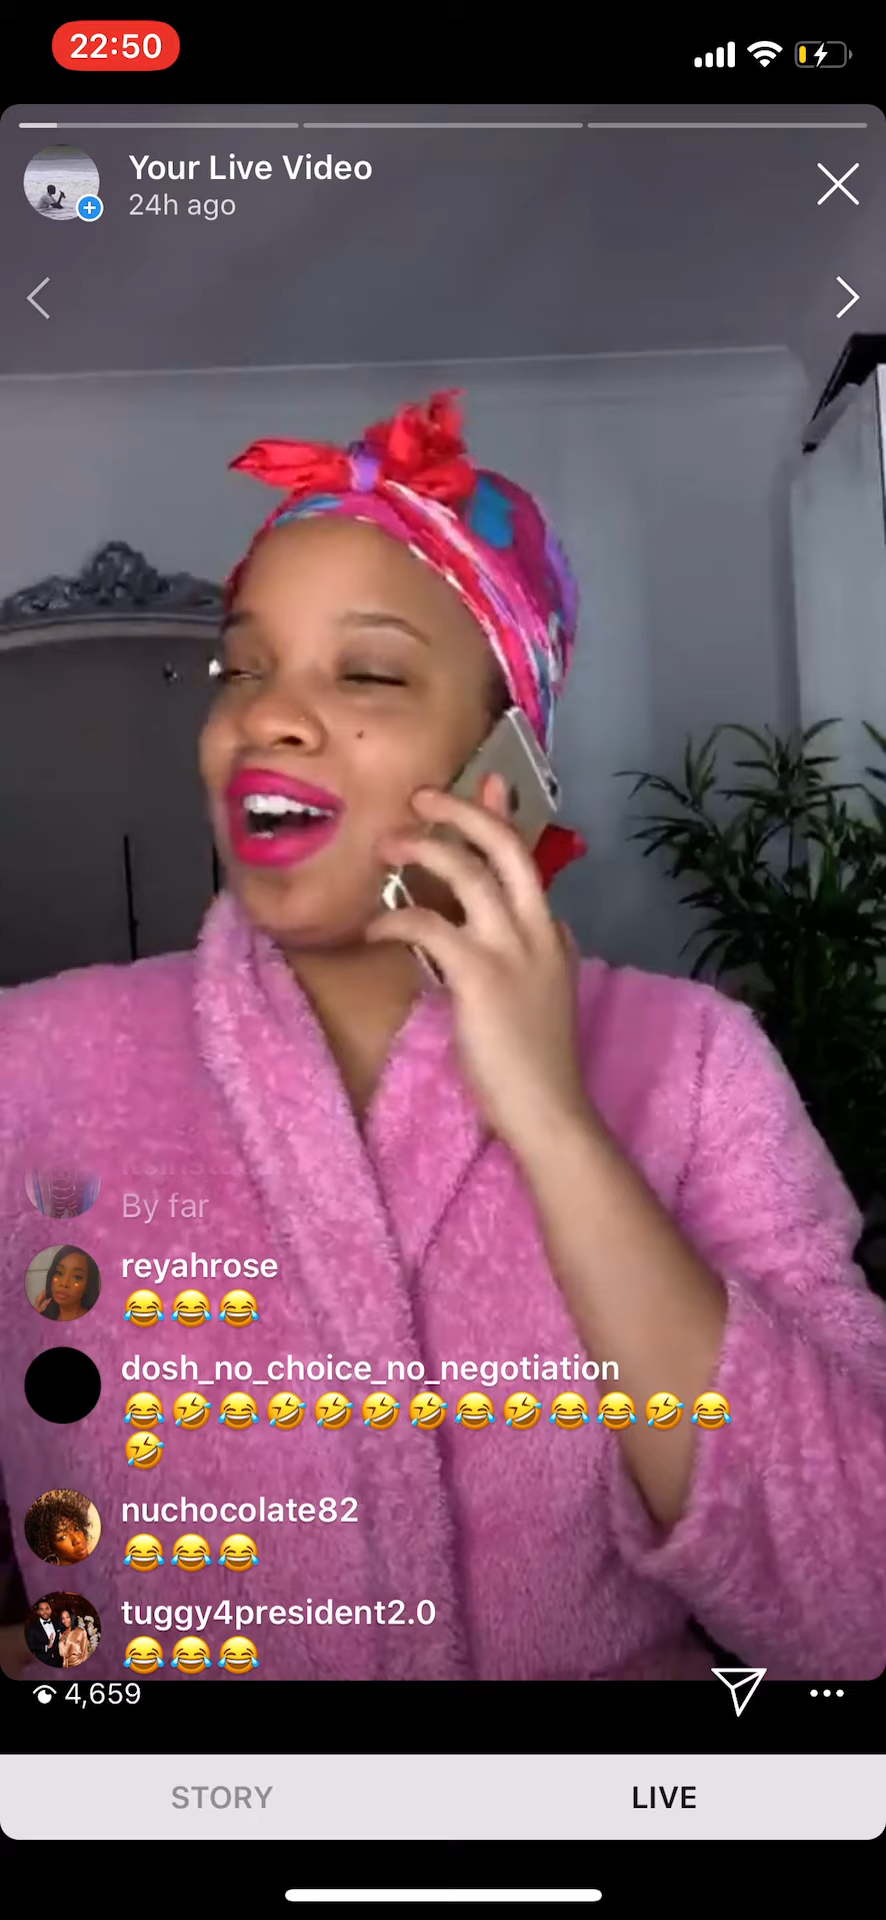 22:50
Your Live Video
24h ago
By far
reyahrose
😂😂😂
dosh_no_choice_no_negotiation
😂🤣😂🤣🤣🤣🤣😂🤣😂😂🤣😂
🤣
nuchocolate82
😂😂😂
tuggy4president2.0
😂😂😂
4,659
STORY
LIVE